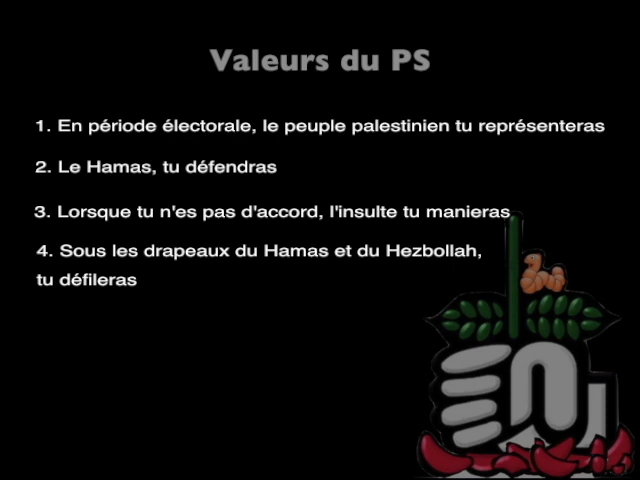 Valeurs du PS
1. En période électorale, le peuple palestinien tu représenteras
2. Le Hamas, tu défendras
3. Lorsque tu n'es pas d'accord, l'insulte tu manieras
4. Sous les drapeaux du Hamas et du Hezbollah,
tu défileras